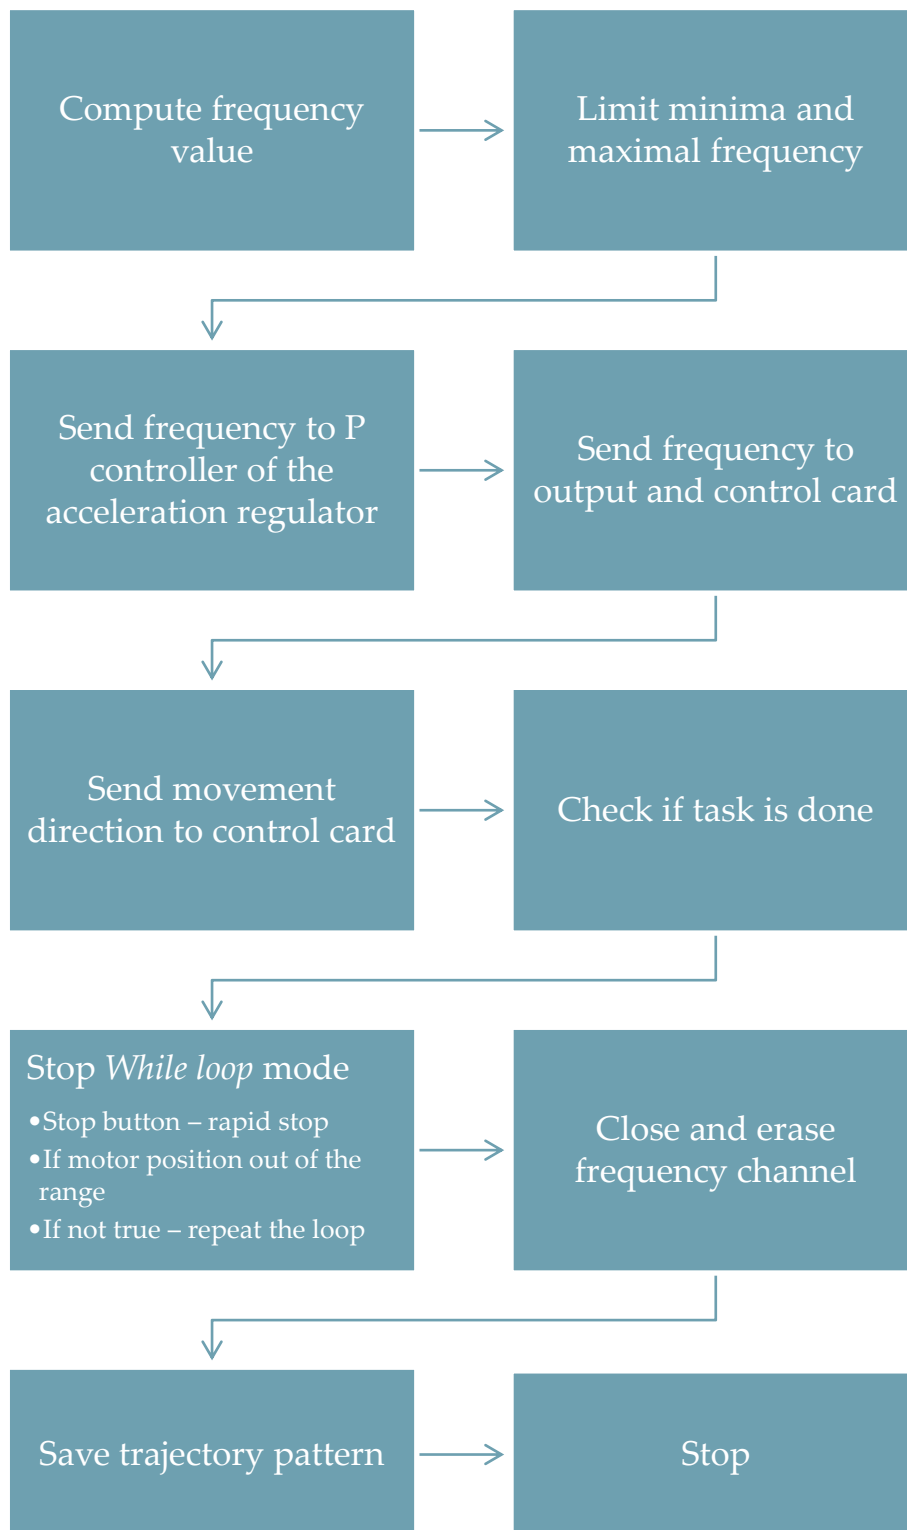 Compute frequency
value
Limit minima and
maximal frequency
Send frequency to P
controller of the
acceleration regulator
Send frequency to
output and control card
Send movement
direction to control card
Check if task is done
Stop While loop mode
•Stop button – rapid stop
•If motor position out of the
range
•If not true – repeat the loop
Close and erase
frequency channel
Save trajectory pattern
Stop